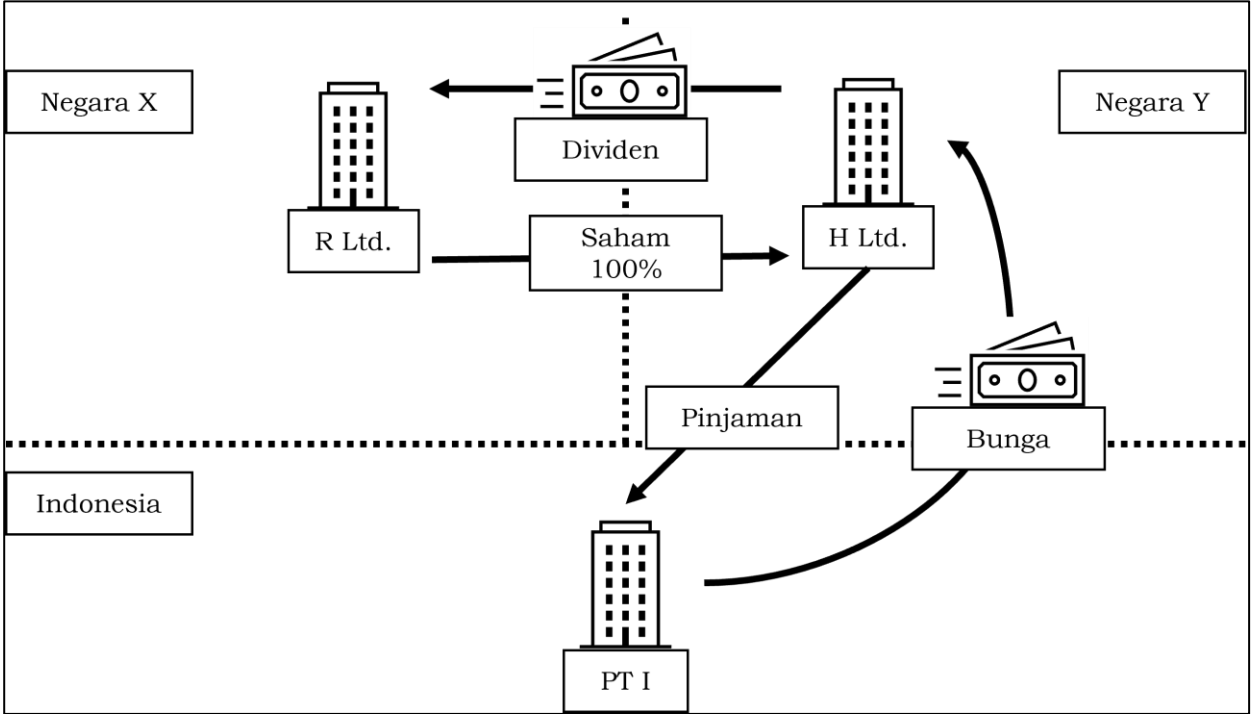 Negara X
Negara Y
Dividen
R Ltd.
Saham
100%
H Ltd.
Pinjaman
Bunga
Indonesia
PT I